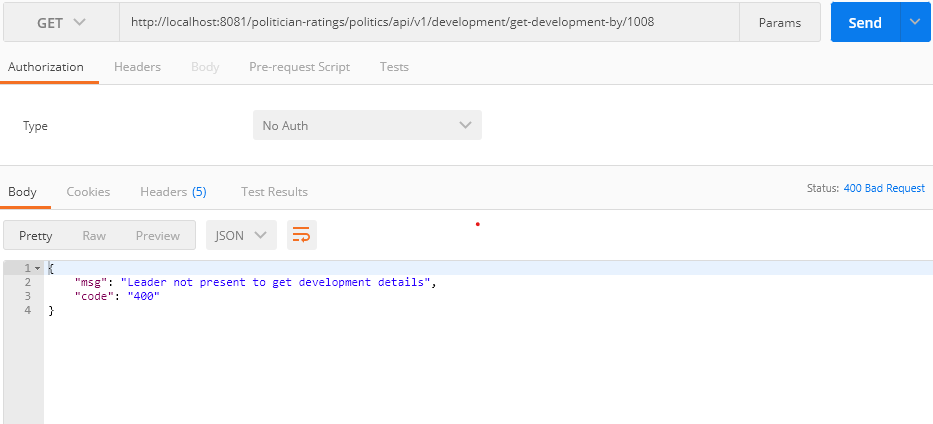 GET http://localhost:8081/politician-ratings/politics/api/v1/development/get-development-by/1008 Params Send
Authorization Headers Body Pre-request Script Tests
Type No Auth
Body Cookies Headers (5) Test Results Status: 400 Bad Request
Pretty Raw Preview JSON
1 {
2 "msg": "Leader not present to get development details",
3 "code": "400"
4 }